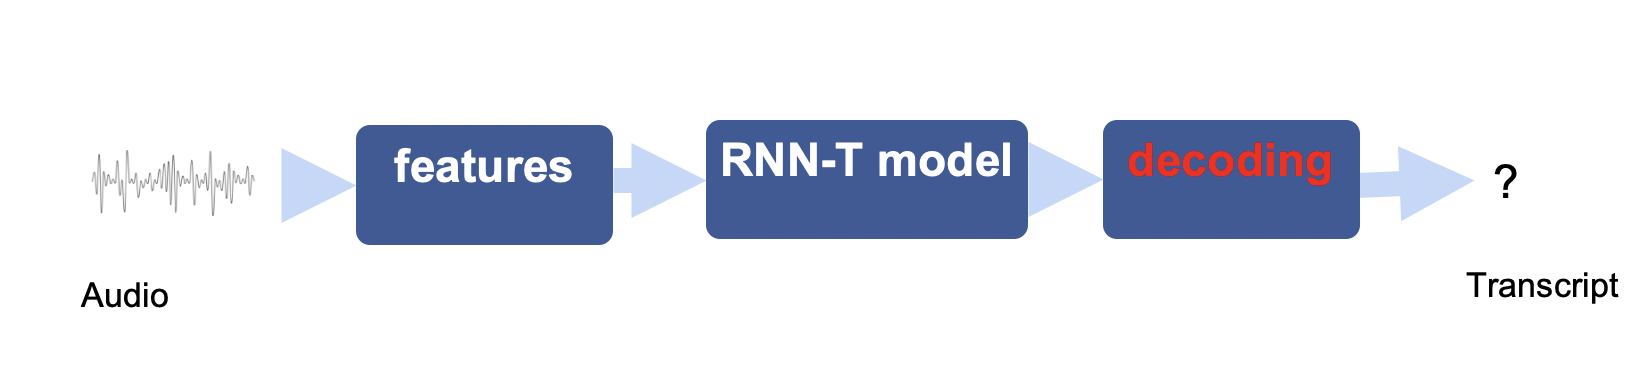 features
RNN-T model
decoding
?
Audio
Transcript